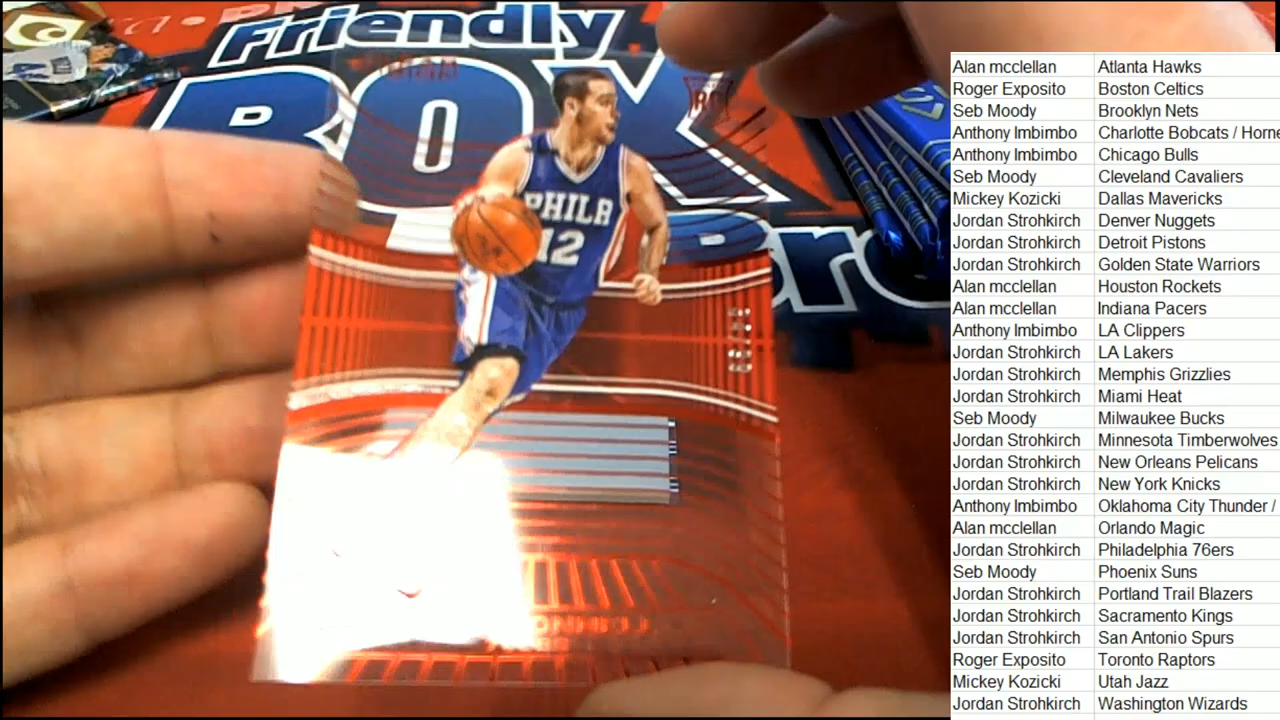 Friendly
BOX
Bre
RC
PHILA
12
Alan mcclellan Atlanta Hawks
Roger Exposito Boston Celtics
Seb Moody Brooklyn Nets
Anthony Imbimbo Charlotte Bobcats / Horne
Anthony Imbimbo Chicago Bulls
Seb Moody Cleveland Cavaliers
Mickey Kozicki Dallas Mavericks
Jordan Strohkirch Denver Nuggets
Jordan Strohkirch Detroit Pistons
Jordan Strohkirch Golden State Warriors
Alan mcclellan Houston Rockets
Alan mcclellan Indiana Pacers
Anthony Imbimbo LA Clippers
Jordan Strohkirch LA Lakers
Jordan Strohkirch Memphis Grizzlies
Jordan Strohkirch Miami Heat
Seb Moody Milwaukee Bucks
Jordan Strohkirch Minnesota Timberwolves
Jordan Strohkirch New Orleans Pelicans
Jordan Strohkirch New York Knicks
Anthony Imbimbo Oklahoma City Thunder /
Alan mcclellan Orlando Magic
Jordan Strohkirch Philadelphia 76ers
Seb Moody Phoenix Suns
Jordan Strohkirch Portland Trail Blazers
Jordan Strohkirch Sacramento Kings
Jordan Strohkirch San Antonio Spurs
Roger Exposito Toronto Raptors
Mickey Kozicki Utah Jazz
Jordan Strohkirch Washington Wizards